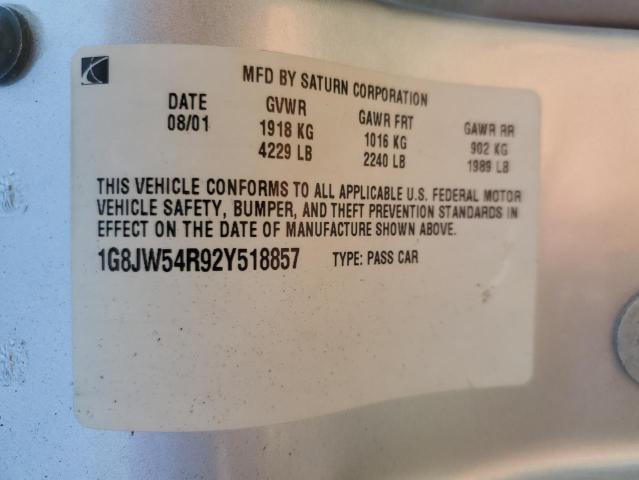 MFD BY SATURN CORPORATION
DATE GVWR GAWR FRT GAWR RR
08/01 1918 KG 1016 KG 902 KG
4229 LB 2240 LB 1989 LB
THIS VEHICLE CONFORMS TO ALL APPLICABLE U.S. FEDERAL MOTOR
VEHICLE SAFETY, BUMPER, AND THEFT PREVENTION STANDARDS IN
EFFECT ON THE DATE OF MANUFACTURE SHOWN ABOVE.
1G8JW54R92Y518857 TYPE: PASS CAR